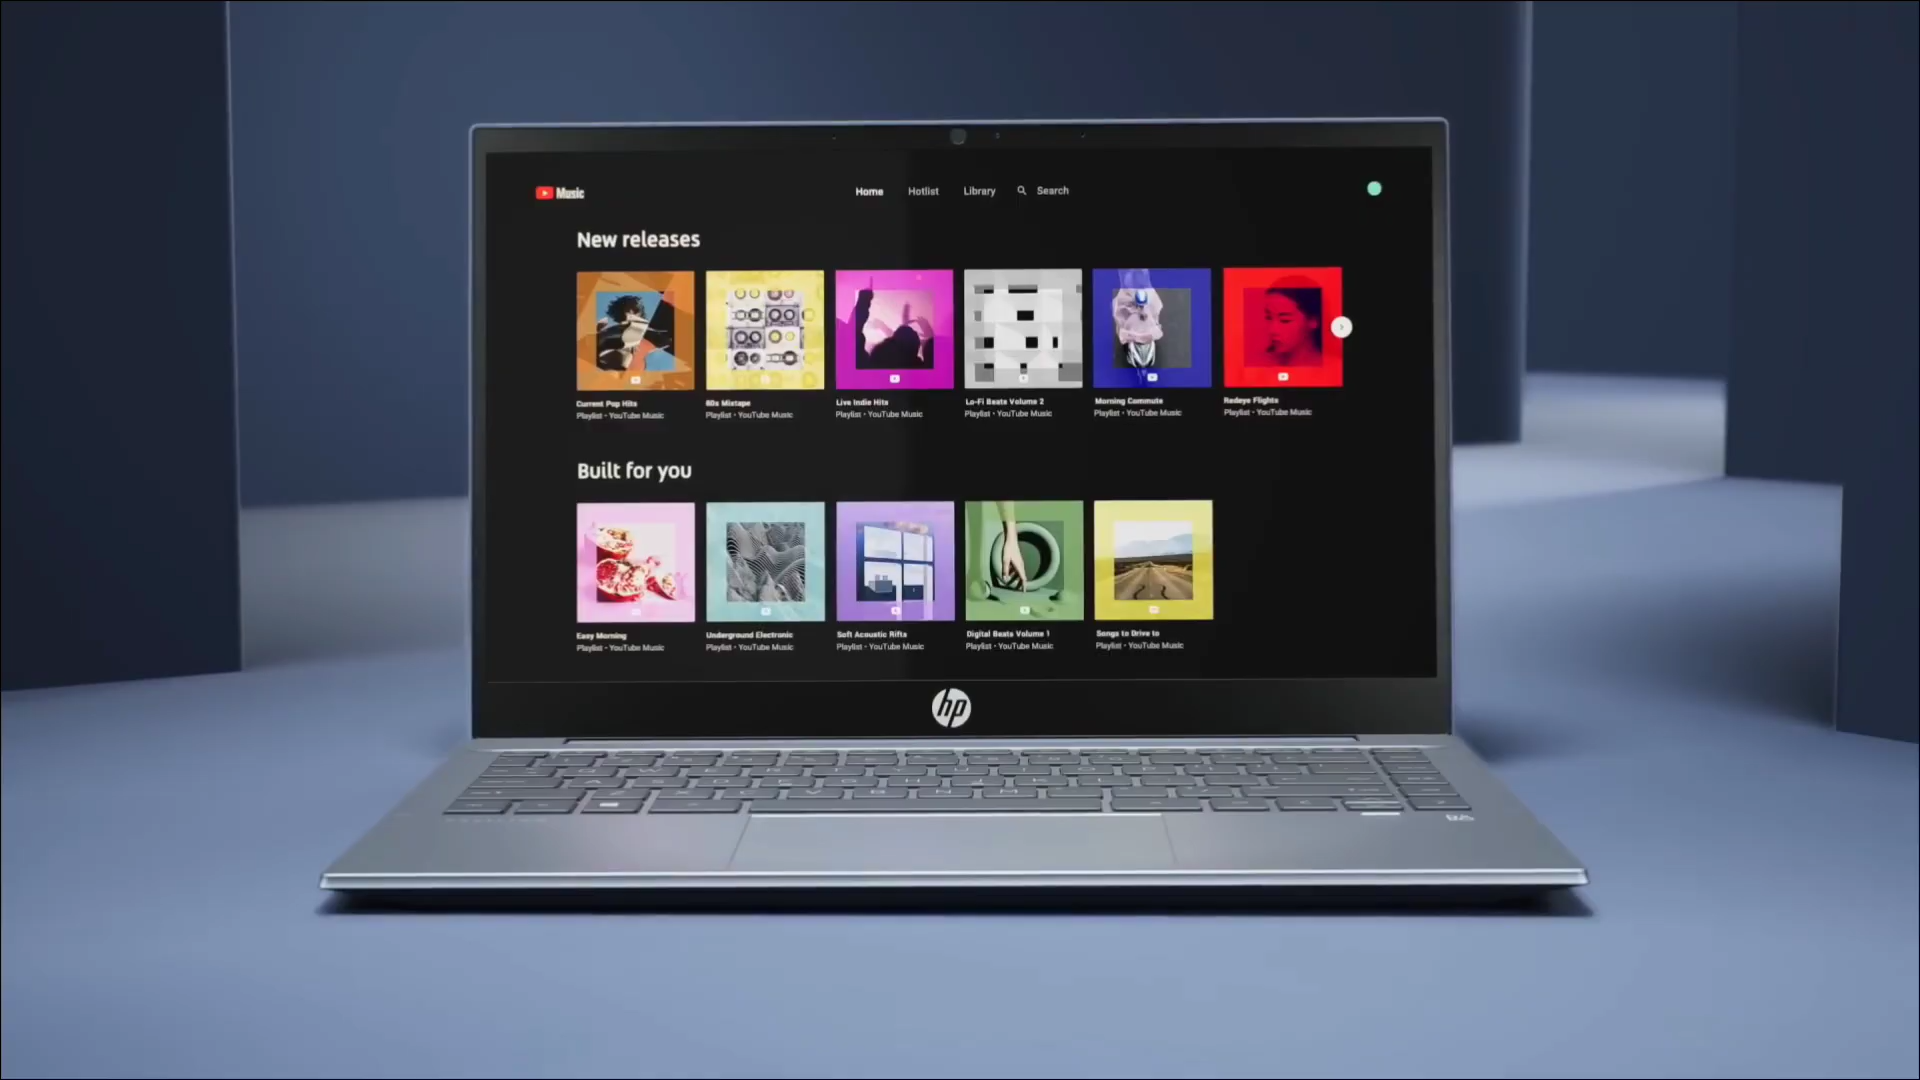 Music
Home Hotlist Library Search
New releases
Current Pop Hits
Playlist • YouTube Music
80s Mixtape
Playlist • YouTube Music
Live Indie Hits
Playlist • YouTube Music
Lo-Fi Beats Volume 2
Playlist • YouTube Music
Morning Commute
Playlist • YouTube Music
Redeye Flights
Playlist • YouTube Music
Built for you
Easy Morning
Playlist • YouTube Music
Underground Electronic
Playlist • YouTube Music
Soft Acoustic Rifts
Playlist • YouTube Music
Digital Beats Volume 1
Playlist • YouTube Music
Songs to Drive to
Playlist • YouTube Music
hp